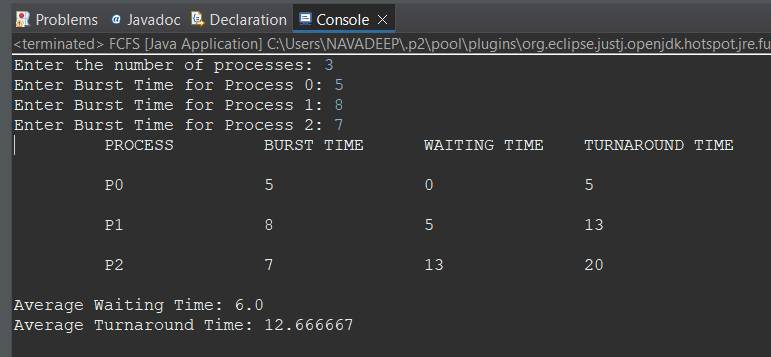 Problems Javadoc Declaration Console
<terminated> FCFS [Java Application] C:\Users\NAVADEEP\.p2\pool\plugins\org.eclipse.justj.openjdk.hotspot.jre.fu
Enter the number of processes: 3
Enter Burst Time for Process 0: 5
Enter Burst Time for Process 1: 8
Enter Burst Time for Process 2: 7
PROCESS BURST TIME WAITING TIME TURNAROUND TIME
P0 5 0 5
P1 8 5 13
P2 7 13 20
Average Waiting Time: 6.0
Average Turnaround Time: 12.666667